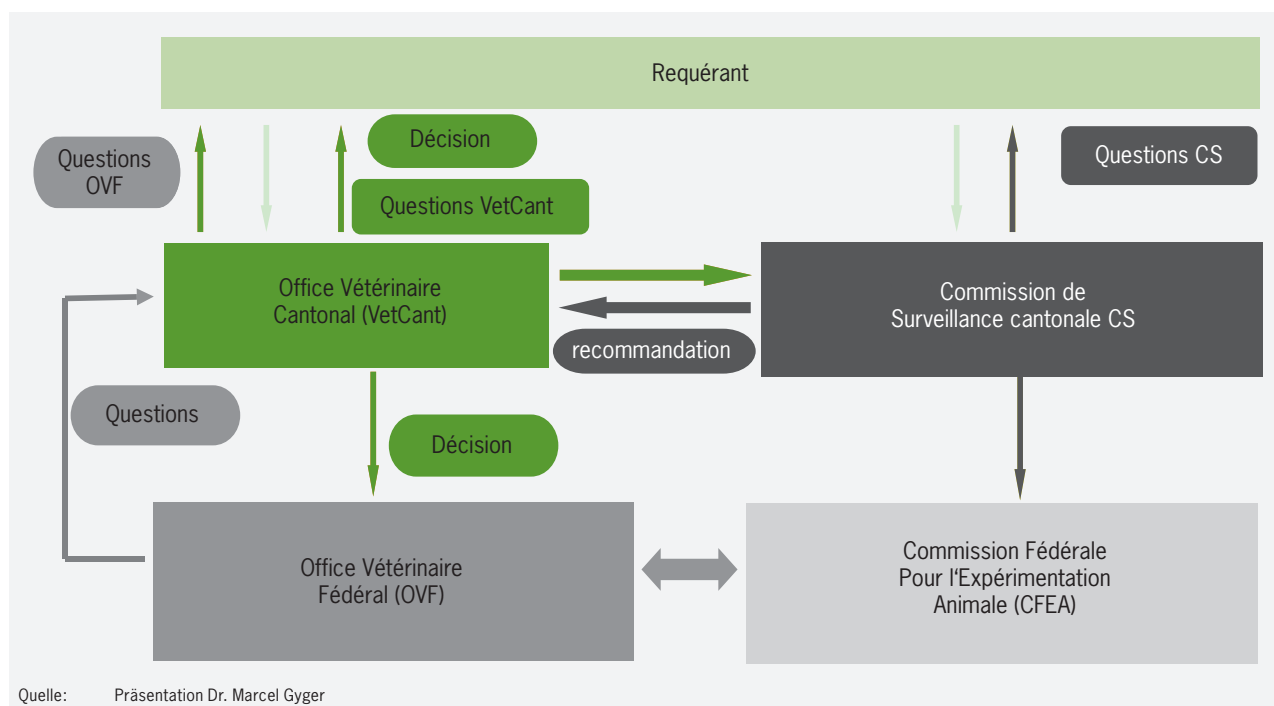 Requérant
Questions
OVF
Décision
Questions VetCant
Questions CS
Office Vétérinaire
Cantonal (VetCant)
Commission de
Surveillance cantonale CS
recommandation
Questions
Décision
Office Vétérinaire
Fédéral (OVF)
Commission Fédérale
Pour l‘Expérimentation
Animale (CFEA)
Quelle: Präsentation Dr. Marcel Gyger